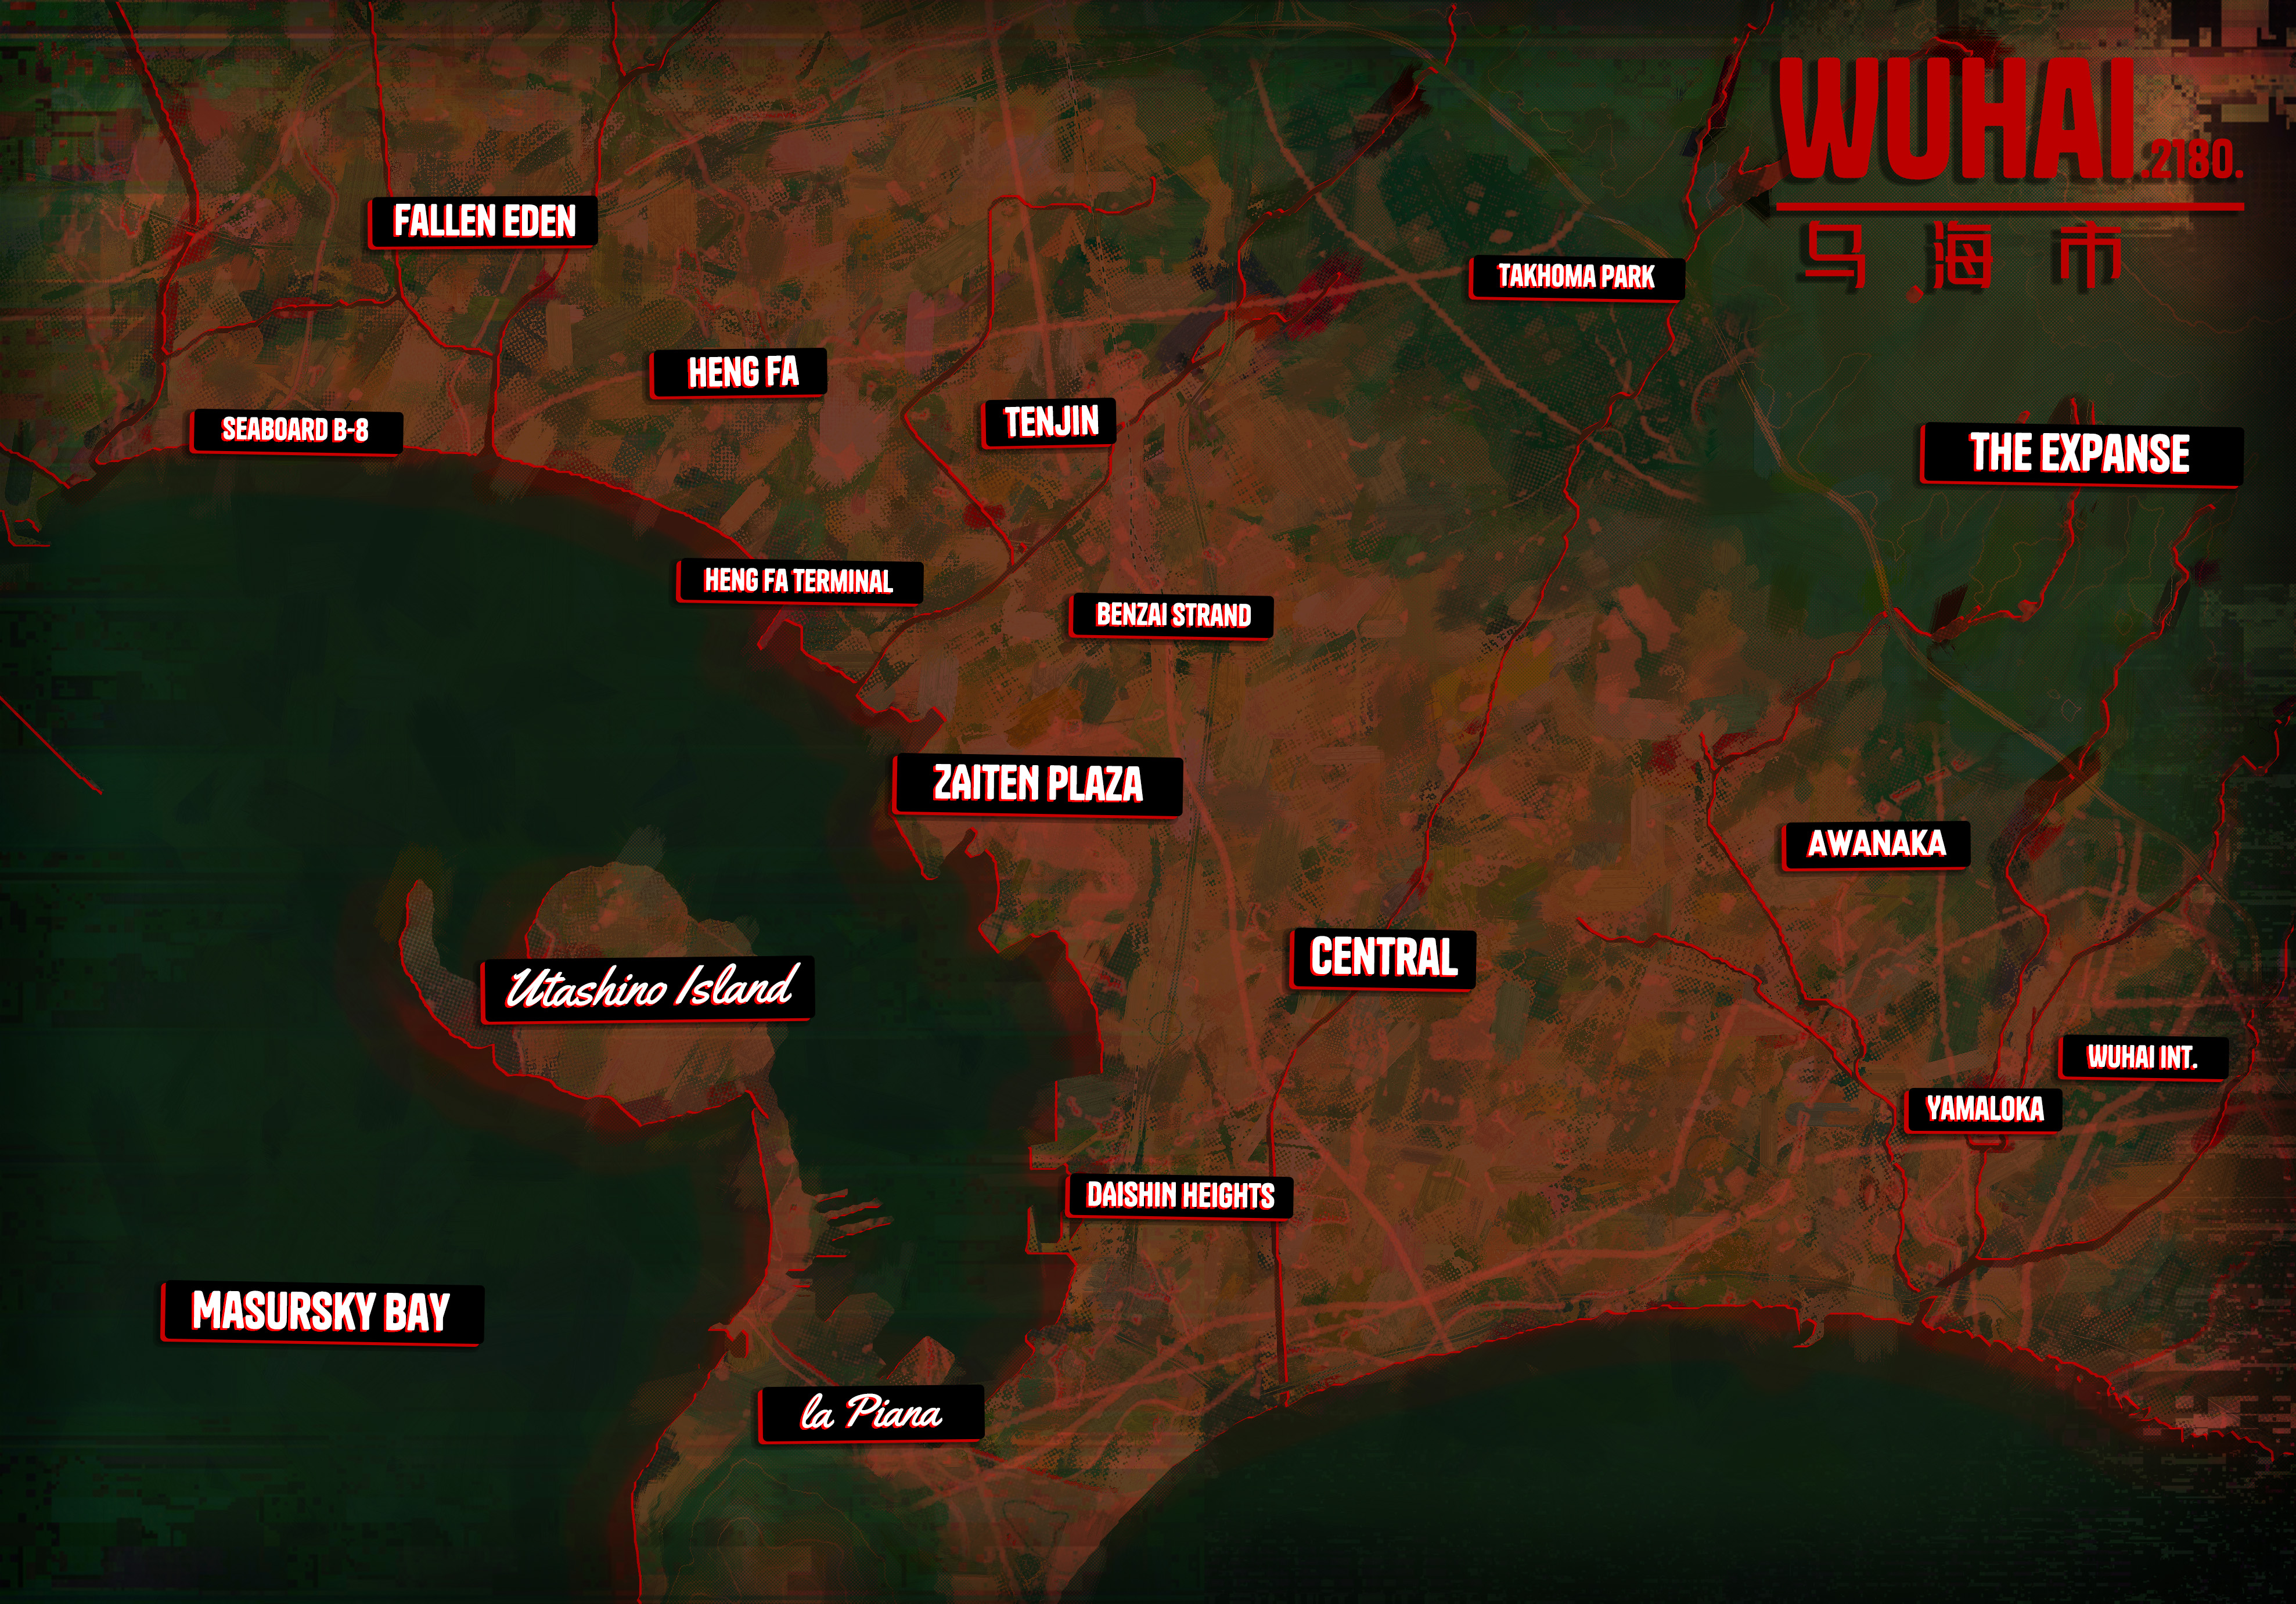 WUHAI.2180.
乌海市
FALLEN EDEN
TAKHOMA PARK
HENG FA
TENJIN
SEABOARD B-8
THE EXPANSE
HENG FA TERMINAL
BENZAI STRAND
ZAITEN PLAZA
AWANAKA
CENTRAL
Utashino Island
WUHAI INT.
YAMALOKA
DAISHIN HEIGHTS
MASURSKY BAY
la Piana